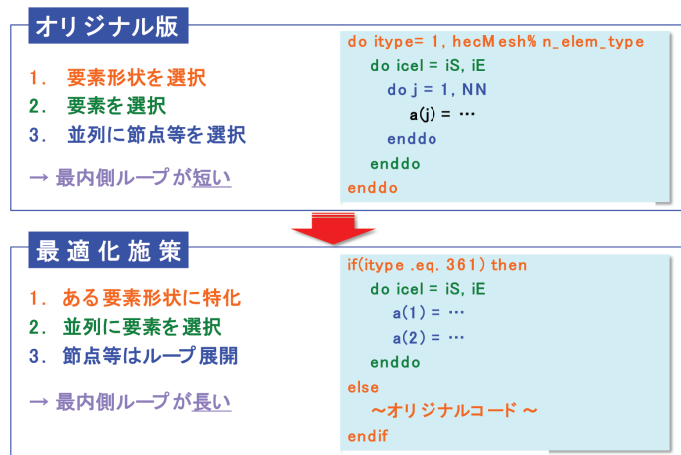 オリジナル版
1. 要素形状を選択
2. 要素を選択
3. 並列に節点等を選択
→ 最内側ループが短い
do itype= 1, hecMesh% n_elem_type
do icel = iS, iE
do j = 1, NN
a(j) = …
enddo
enddo
enddo
最適化施策
1. ある要素形状に特化
2. 並列に要素を選択
3. 節点等はループ展開
→ 最内側ループが長い
if(itype .eq. 361) then
do icel = iS, iE
a(1) = …
a(2) = …
enddo
else
～オリジナルコード～
endif